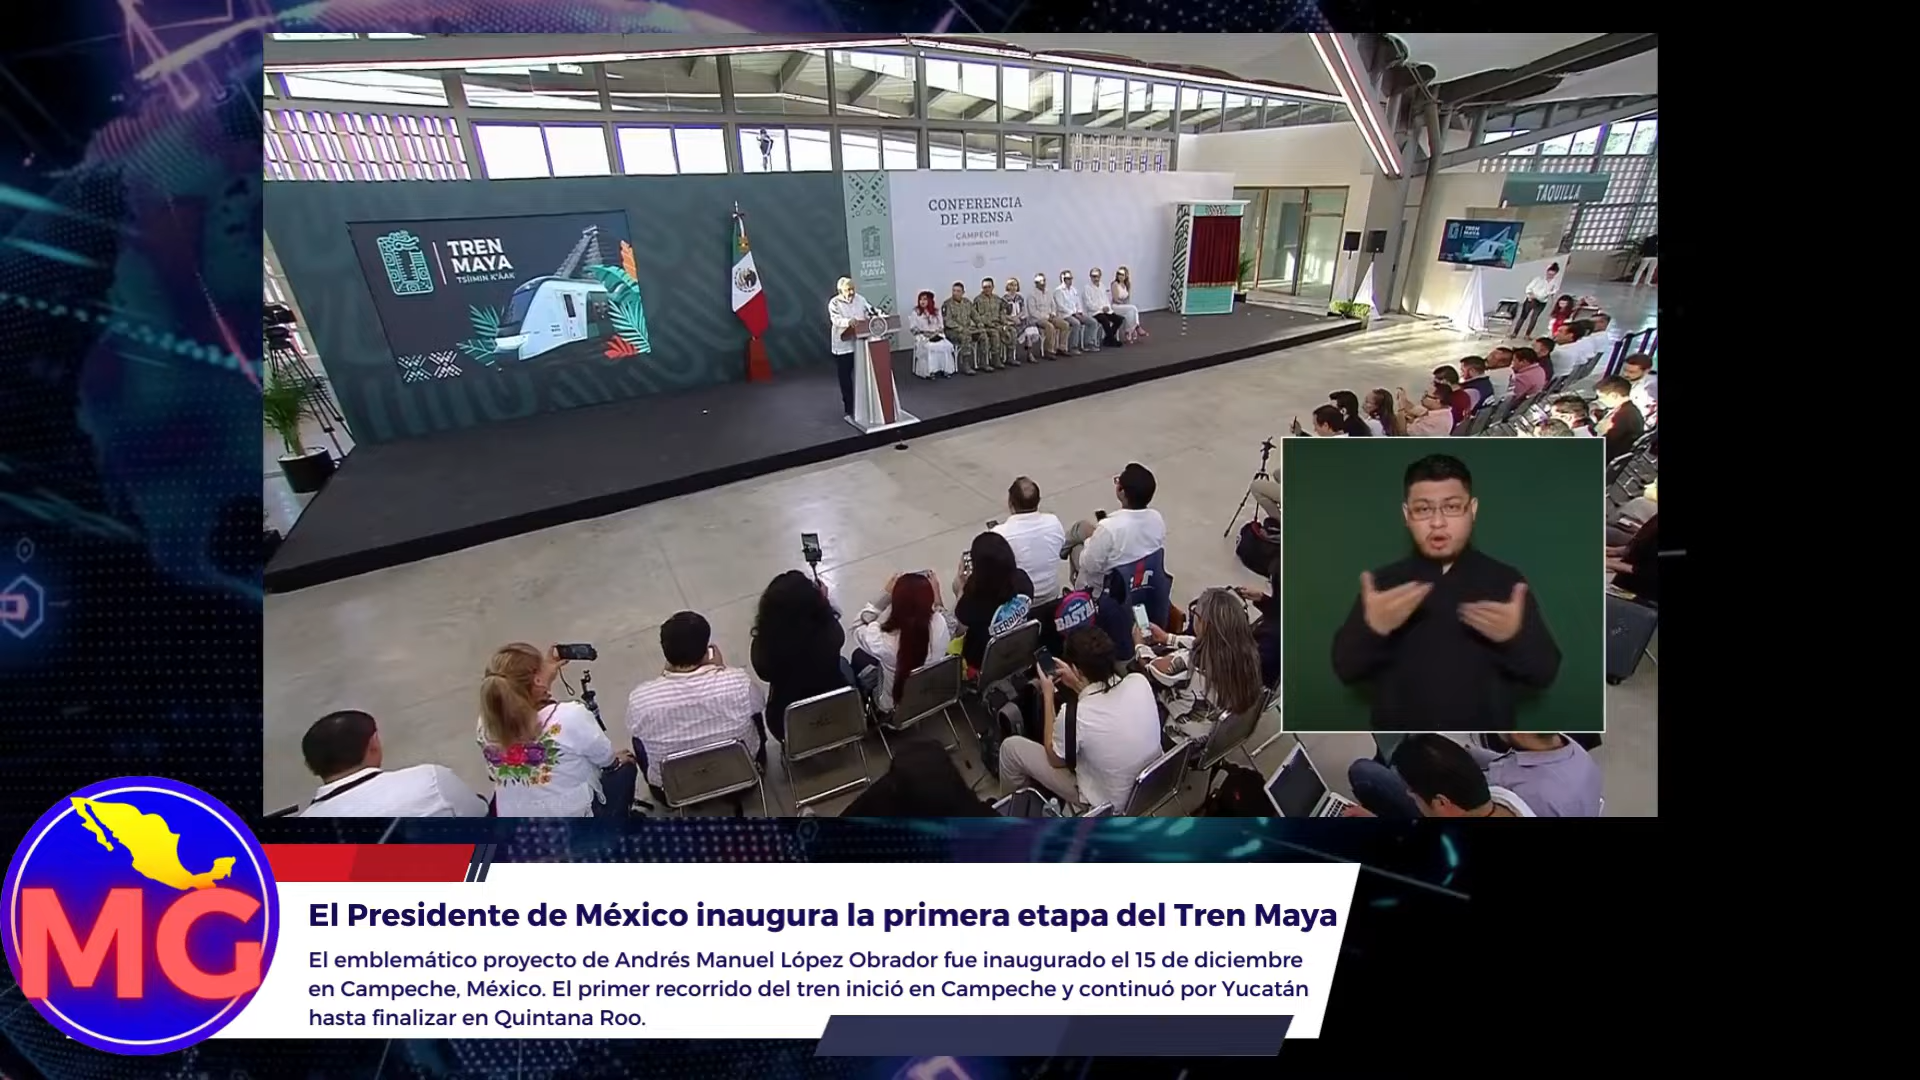 TAQUILLA
CONFERENCIA
DE PRENSA
CAMPECHE
TREN
MAYA
TSÍIMIN K'ÁAK
TREN
MAYA
TREN
MAYA
BASTA
MG
El Presidente de México inaugura la primera etapa del Tren Maya
El emblemático proyecto de Andrés Manuel López Obrador fue inaugurado el 15 de diciembre
en Campeche, México. El primer recorrido del tren inició en Campeche y continuó por Yucatán
hasta finalizar en Quintana Roo.